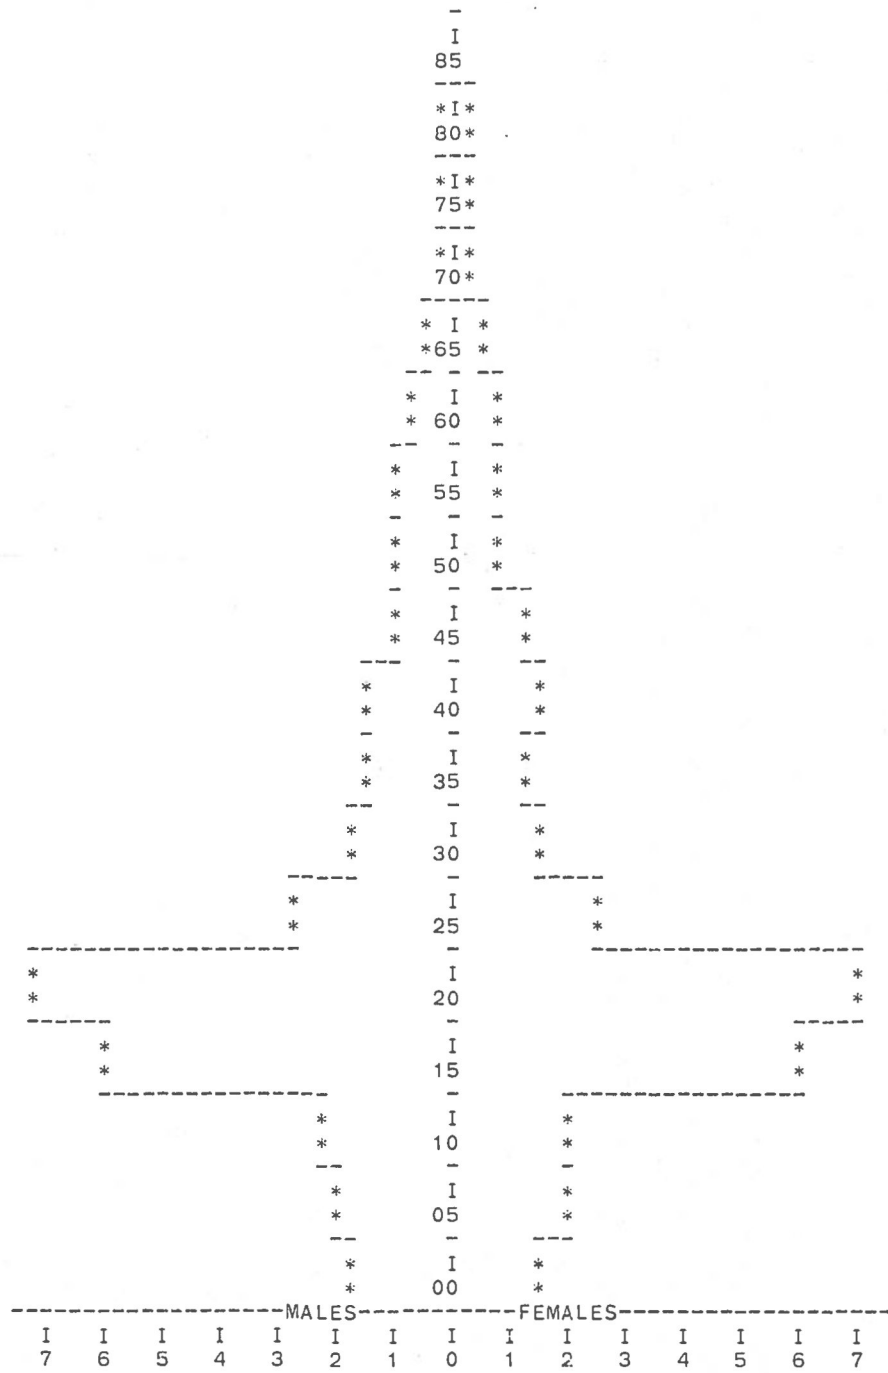 -
I
85
---
*I*
80*
---
*I*
75*
---
*I*
70*
-----
* I *
*65 *
-- - --
* I *
* 60 *
-- - -
* I *
* 55 *
- - -
* I *
* 50 *
- - ---
* I *
* 45 *
--- - --
* I *
* 40 *
- - --
* I *
* 35 *
-- - --
* I *
* 30 *
----- - -----
* I *
* 25 *
------------------- - -------------------
* I *
* 20 *
------ - -----
* I *
* 15 *
---------------- - -----------------
* I *
* 10 *
-- - -
* I *
* 05 *
-- - ---
* I *
* 00 *
-------------------MALES-----------FEMALES-------------------
I I I I I I I I I I I I I I I
7 6 5 4 3 2 1 0 1 2 3 4 5 6 7